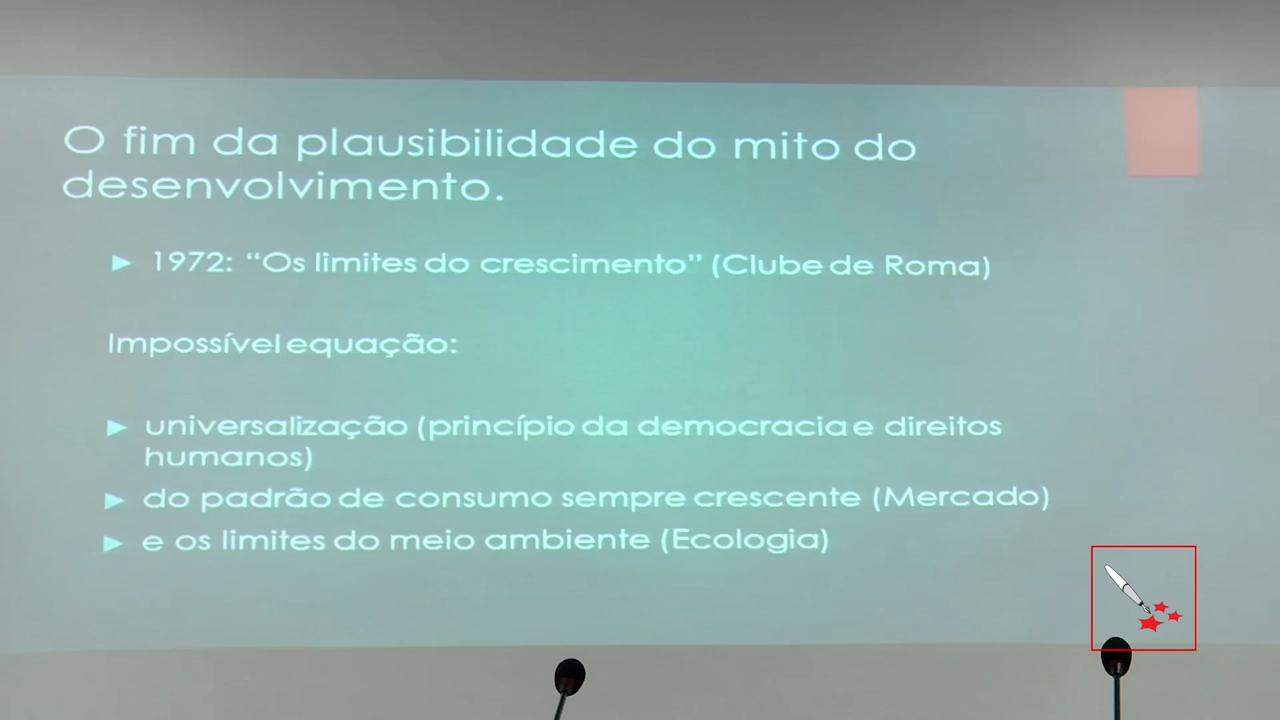 O fim da plausibilidade do mito do
desenvolvimento.
1972: “Os limites do crescimento” (Clube de Roma)
Impossível equação:
universalização (princípio da democracia e direitos
humanos)
do padrão de consumo sempre crescente (Mercado)
e os limites do meio ambiente (Ecologia)